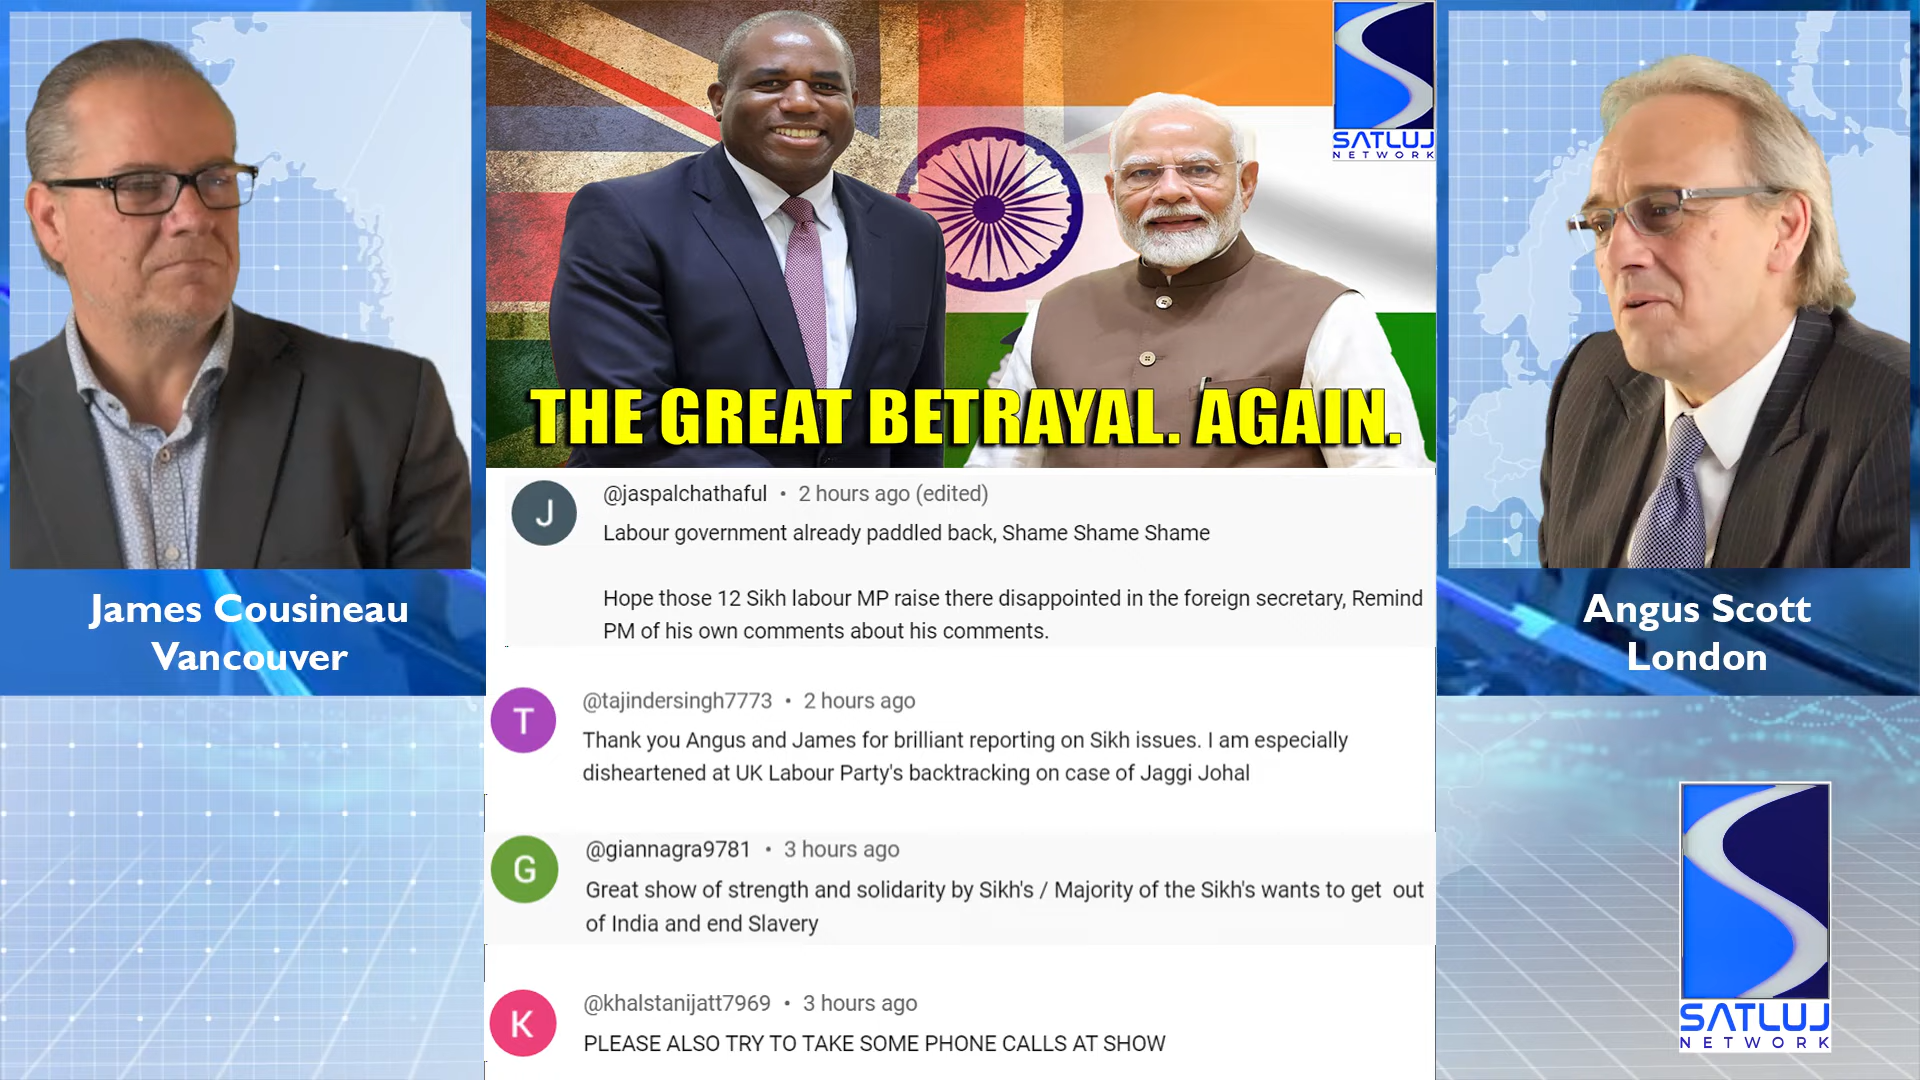 SATLUJ
NETWORK
THE GREAT BETRAYAL. AGAIN.
James Cousineau
Vancouver
Angus Scott
London
J
@jaspalchathaful • 2 hours ago (edited)
Labour government already paddled back, Shame Shame Shame
Hope those 12 Sikh labour MP raise there disappointed in the foreign secretary, Remind
PM of his own comments about his comments.
T
@tajindersingh7773 • 2 hours ago
Thank you Angus and James for brilliant reporting on Sikh issues. I am especially
disheartened at UK Labour Party's backtracking on case of Jaggi Johal
G
@giannagra9781 • 3 hours ago
Great show of strength and solidarity by Sikh's / Majority of the Sikh's wants to get out
of India and end Slavery
K
@khalstanijatt7969 • 3 hours ago
PLEASE ALSO TRY TO TAKE SOME PHONE CALLS AT SHOW
SATLUJ
NETWORK